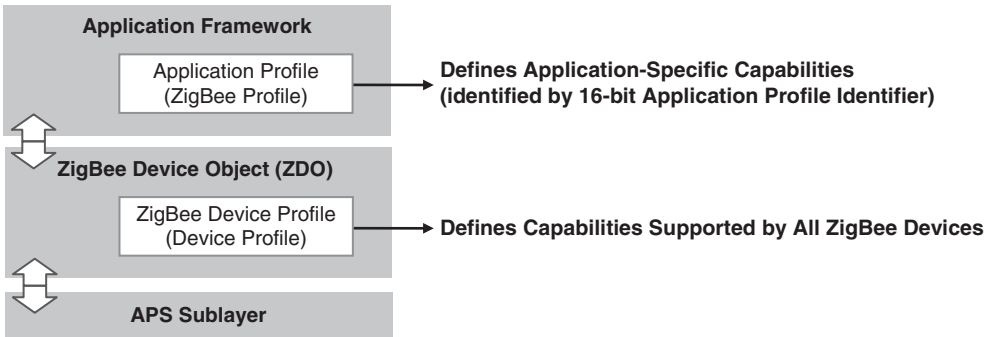 Application Framework
Application Profile
(ZigBee Profile)
Defines Application-Specific Capabilities
(identified by 16-bit Application Profile Identifier)
ZigBee Device Object (ZDO)
ZigBee Device Profile
(Device Profile)
Defines Capabilities Supported by All ZigBee Devices
APS Sublayer